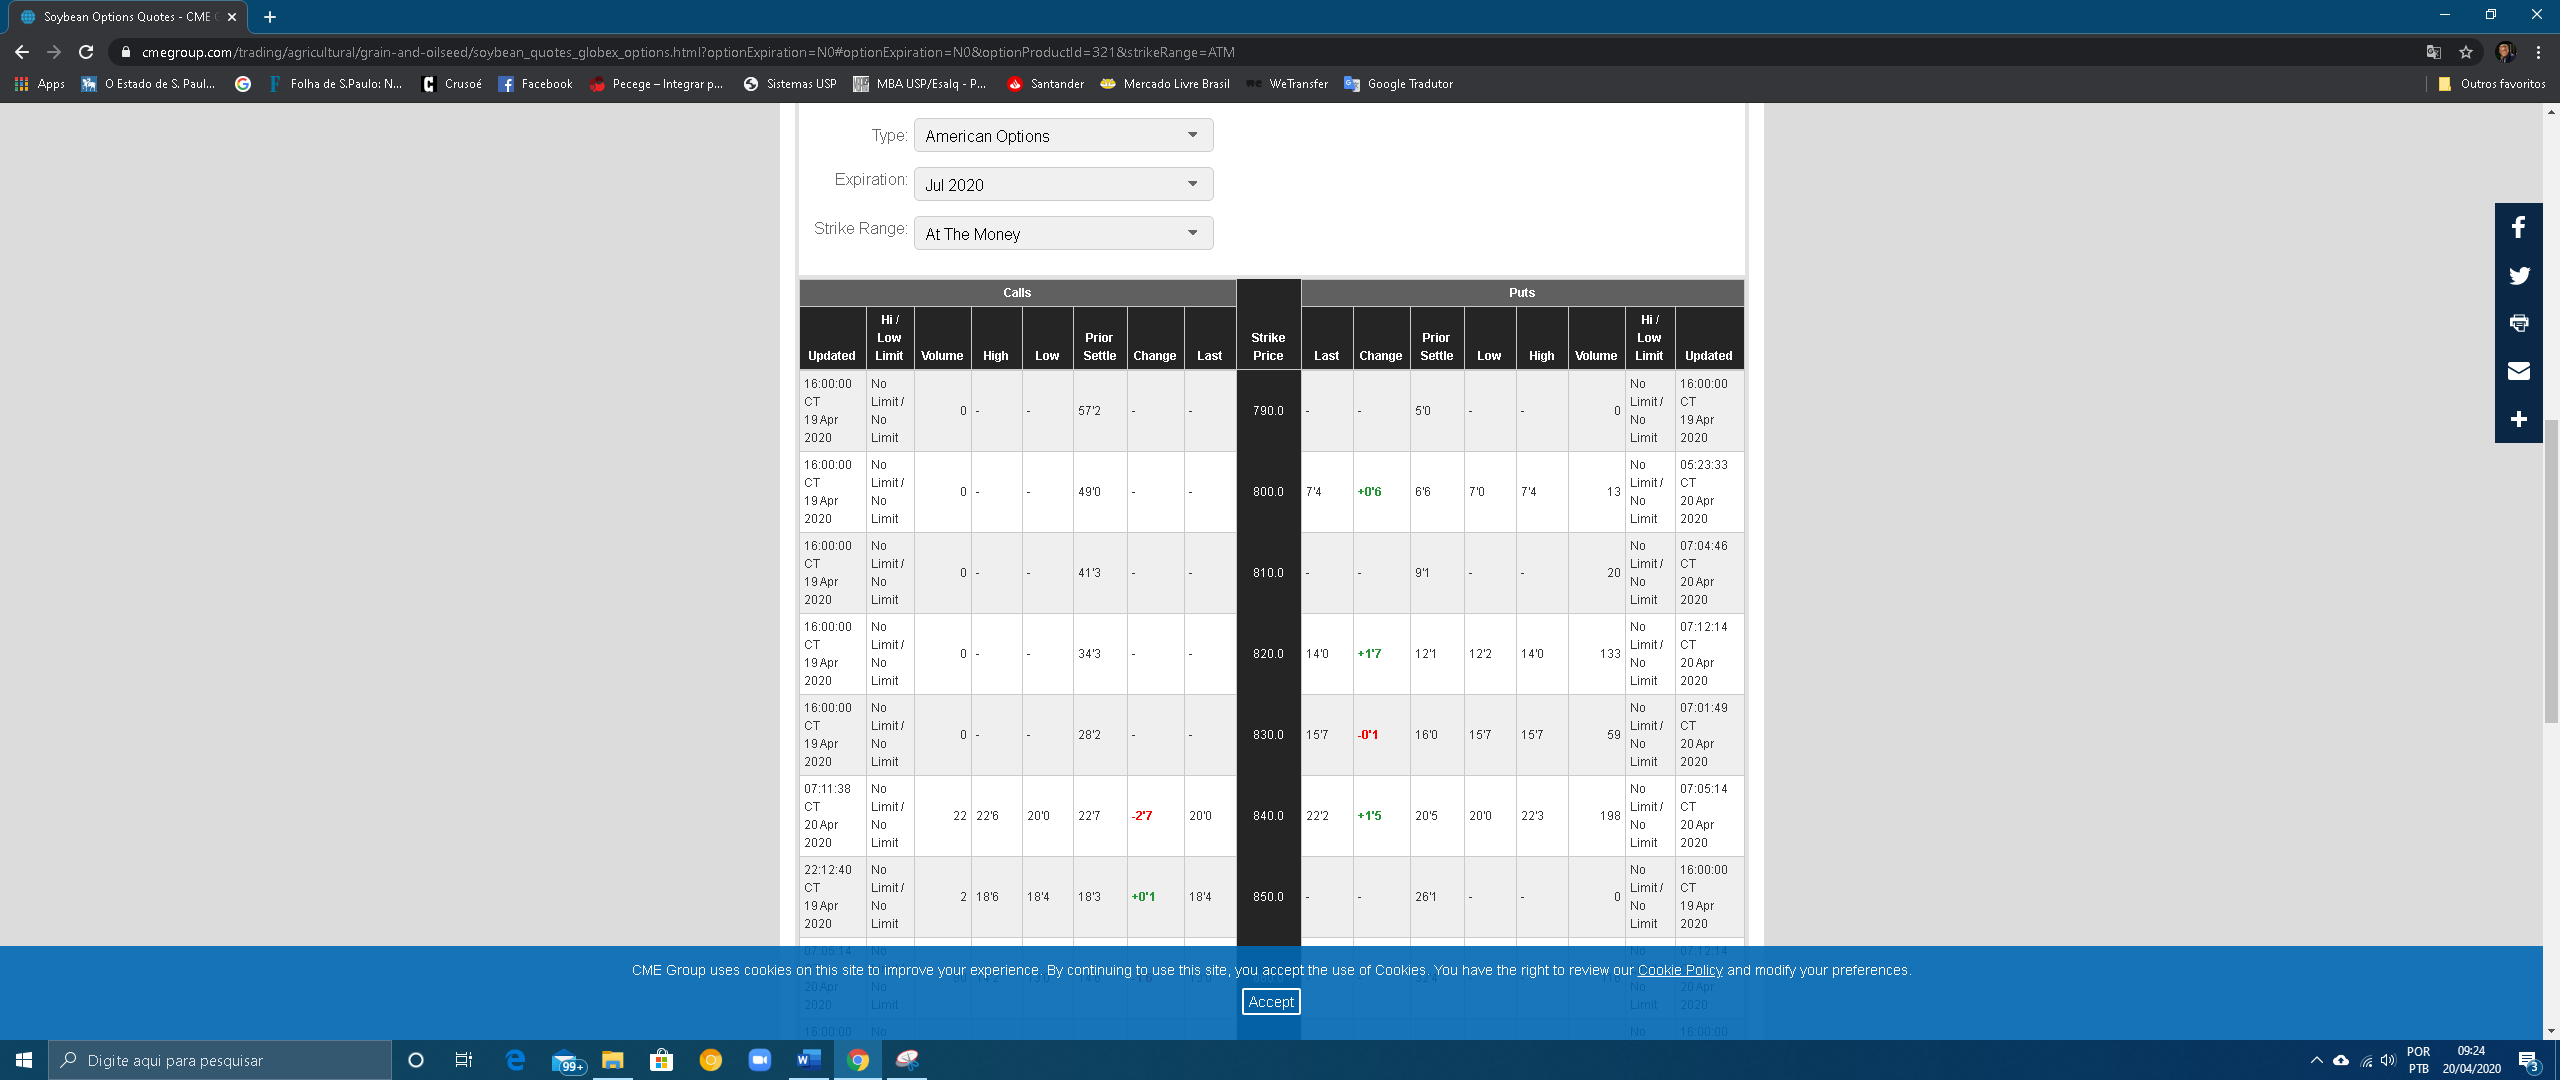 Soybean Options Quotes - CME G
cmegroup.com/trading/agricultural/grain-and-oilseed/soybean_quotes_globex_options.html?optionExpiration=N0#optionExpiration=N0&optionProductId=321&strikeRange=ATM
Apps O Estado de S. Paul... Folha de S.Paulo: N... Crusoé Facebook Pecege – Integrar p... Sistemas USP MBA USP/Esalq - P... Santander Mercado Livre Brasil WeTransfer Google Tradutor Outros favoritos
Type: American Options
Expiration: Jul 2020
Strike Range: At The Money
Calls Puts
Updated Hi / Low Limit Volume High Low Prior Settle Change Last Strike Price Last Change Prior Settle Low High Volume Hi / Low Limit Updated
16:00:00 CT 19 Apr 2020 No Limit / No Limit 0 - - 57'2 - - 790.0 - - 5'0 - - 0 No Limit / No Limit 16:00:00 CT 19 Apr 2020
16:00:00 CT 19 Apr 2020 No Limit / No Limit 0 - - 49'0 - - 800.0 7'4 +0'6 6'6 7'0 7'4 13 No Limit / No Limit 05:23:33 CT 20 Apr 2020
16:00:00 CT 19 Apr 2020 No Limit / No Limit 0 - - 41'3 - - 810.0 - - 9'1 - - 20 No Limit / No Limit 07:04:46 CT 20 Apr 2020
16:00:00 CT 19 Apr 2020 No Limit / No Limit 0 - - 34'3 - - 820.0 14'0 +1'7 12'1 12'2 14'0 133 No Limit / No Limit 07:12:14 CT 20 Apr 2020
16:00:00 CT 19 Apr 2020 No Limit / No Limit 0 - - 28'2 - - 830.0 15'7 -0'1 16'0 15'7 15'7 59 No Limit / No Limit 07:01:49 CT 20 Apr 2020
07:11:38 CT 20 Apr 2020 No Limit / No Limit 22 22'6 20'0 22'7 -2'7 20'0 840.0 22'2 +1'5 20'5 20'0 22'3 198 No Limit / No Limit 07:05:14 CT 20 Apr 2020
22:12:40 CT 19 Apr 2020 No Limit / No Limit 2 18'6 18'4 18'3 +0'1 18'4 850.0 - - 26'1 - - 0 No Limit / No Limit 16:00:00 CT 19 Apr 2020
CME Group uses cookies on this site to improve your experience. By continuing to use this site, you accept the use of Cookies. You have the right to review our Cookie Policy and modify your preferences.
Accept
Digite aqui para pesquisar 99+ POR PTB 09:24 20/04/2020 3